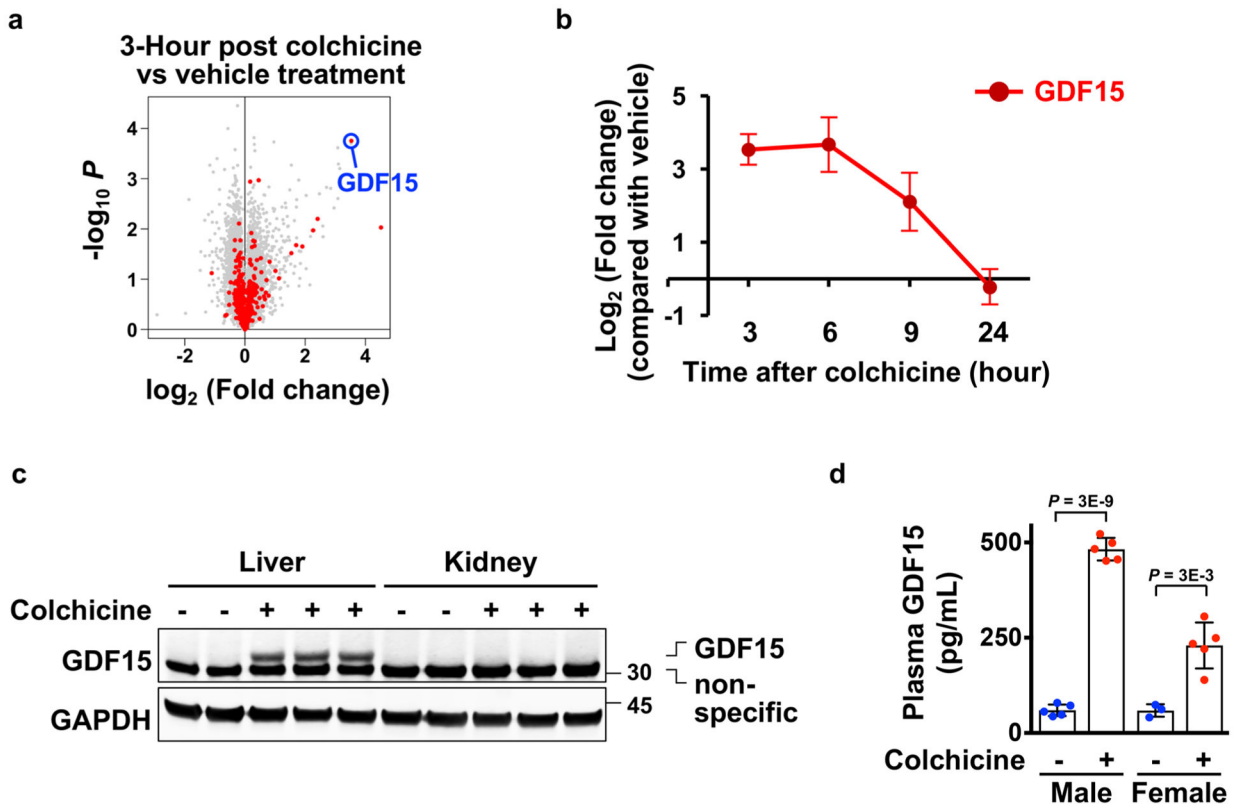 a
3-Hour post colchicine
vs vehicle treatment
-log10 P
4
3
2
1
0
GDF15
-2 0 2 4
log2 (Fold change)
b
Log2 (Fold change)
(compared with vehicle)
5
3
1
-1
GDF15
3 6 9 24
Time after colchicine (hour)
c
Liver Kidney
Colchicine - - + + + - - + + +
GDF15
GAPDH
30
45
GDF15
non-
specific
d
Plasma GDF15
(pg/mL)
P = 3E-9
P = 3E-3
500
250
0
Colchicine - + - +
Male Female